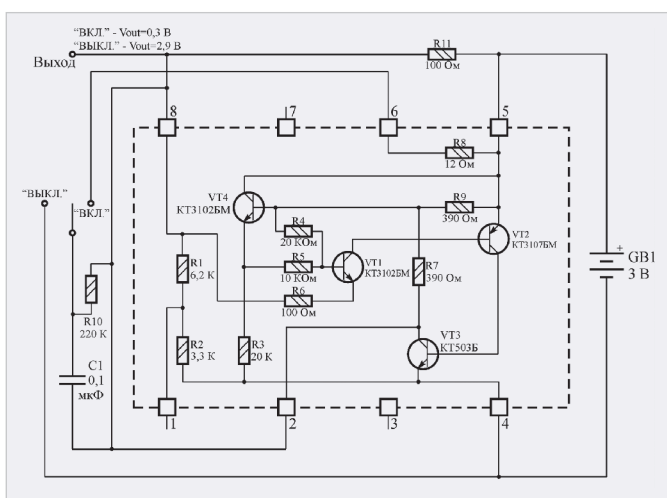 “ВКЛ.” - Vout=0,3 В
“ВЫКЛ.” - Vout=2,9 В
Выход
R11
100 Ом
8
7
6
5
R8
12 Ом
“ВЫКЛ.”
“ВКЛ.”
VT4
КТ3102БМ
R9
390 Ом
R4
20 КОм
VT2
КТ3107БМ
GB1
3 В
+
R1
6,2 К
R5
10 КОм
VT1
КТ3102БМ
R7
390 Ом
R6
100 Ом
R10
220 К
R2
3,3 К
R3
20 К
VT3
КТ503Б
C1
0,1
мкФ
1
2
3
4